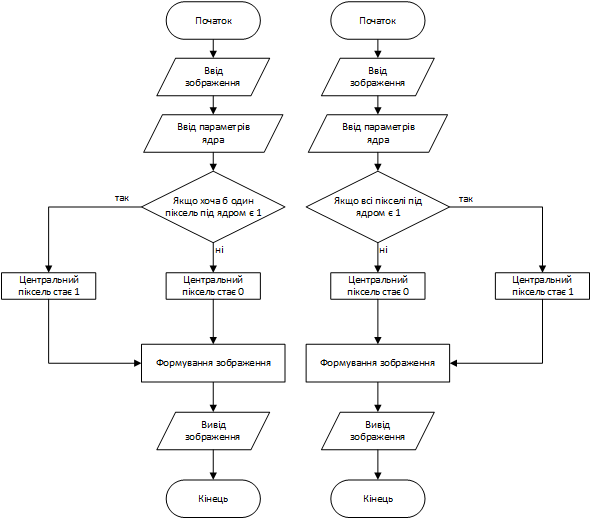 Початок
Ввід
зображення
Ввід параметрів
ядра
Якщо хоча б один
піксель під ядром є 1
так
ні
Центральний
піксель стає 1
Центральний
піксель стає 0
Формування зображення
Вивід
зображення
Кінець
Початок
Ввід
зображення
Ввід параметрів
ядра
Якщо всі пікселі під
ядром є 1
так
ні
Центральний
піксель стає 0
Центральний
піксель стає 1
Формування зображення
Вивід
зображення
Кінець